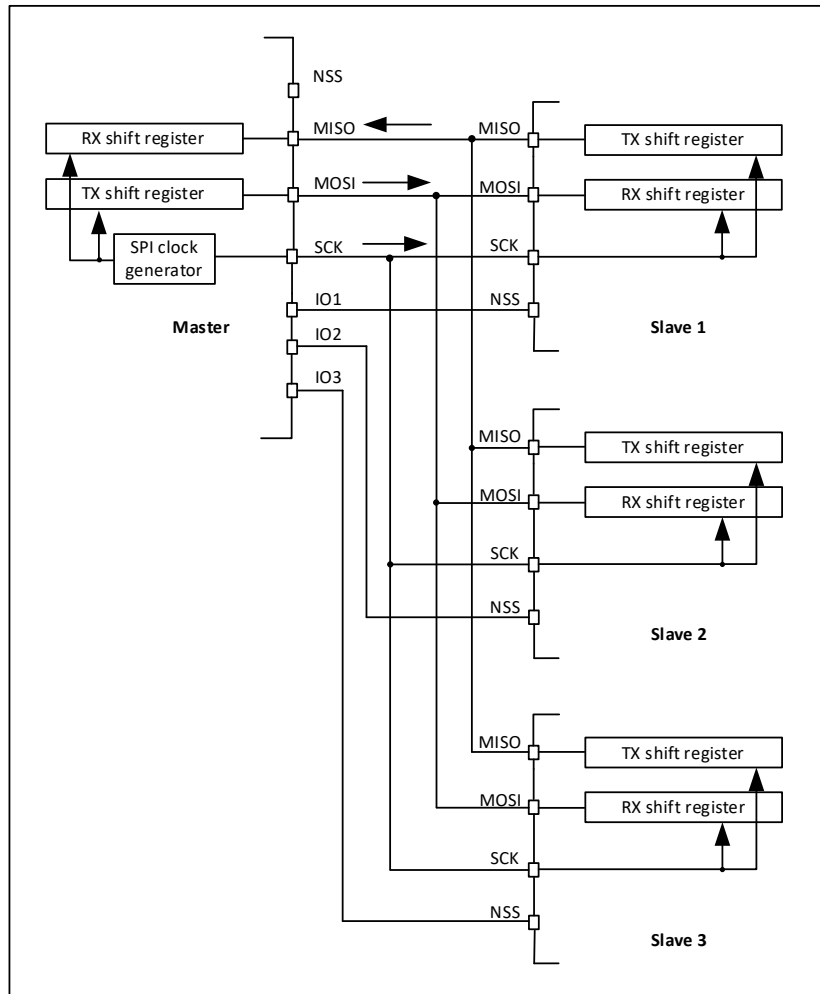 NSS
RX shift register
MISO
MISO
TX shift register
TX shift register
MOSI
MOSI
RX shift register
SPI clock
generator
SCK
SCK
IO1
NSS
Master
IO2
Slave 1
IO3
MISO
TX shift register
MOSI
RX shift register
SCK
NSS
Slave 2
MISO
TX shift register
MOSI
RX shift register
SCK
NSS
Slave 3